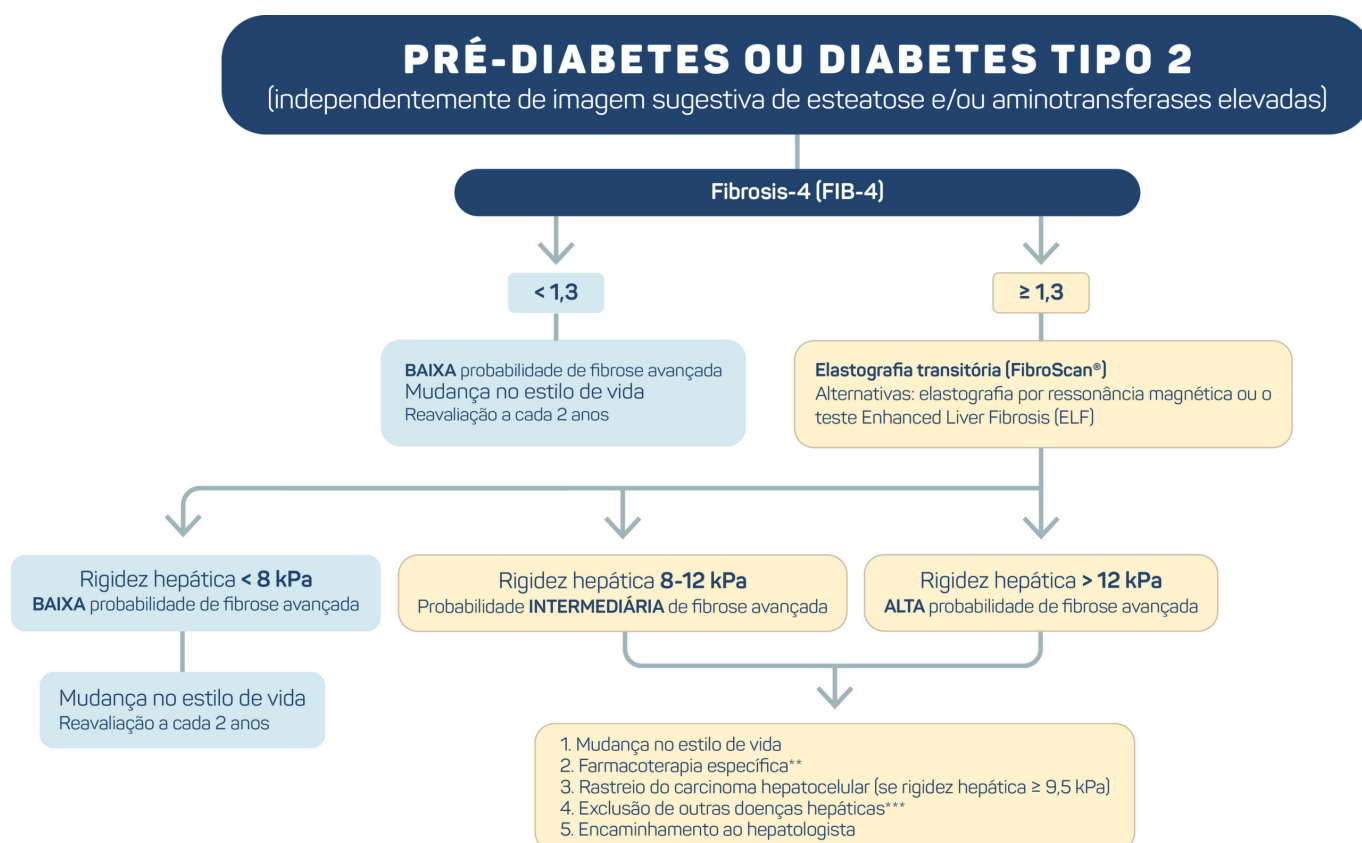 PRÉ-DIABETES OU DIABETES TIPO 2
(independentemente de imagem sugestiva de esteatose e/ou aminotransferases elevadas)
Fibrosis-4 (FIB-4)
< 1,3
≥ 1,3
BAIXA probabilidade de fibrose avançada
Mudança no estilo de vida
Reavaliação a cada 2 anos
Elastografia transitória (FibroScan®)
Alternativas: elastografia por ressonância magnética ou o
teste Enhanced Liver Fibrosis (ELF)
Rigidez hepática < 8 kPa
BAIXA probabilidade de fibrose avançada
Rigidez hepática 8-12 kPa
Probabilidade INTERMEDIÁRIA de fibrose avançada
Rigidez hepática > 12 kPa
ALTA probabilidade de fibrose avançada
Mudança no estilo de vida
Reavaliação a cada 2 anos
1. Mudança no estilo de vida
2. Farmacoterapia específica**
3. Rastreio do carcinoma hepatocelular (se rigidez hepática ≥ 9,5 kPa)
4. Exclusão de outras doenças hepáticas***
5. Encaminhamento ao hepatologista